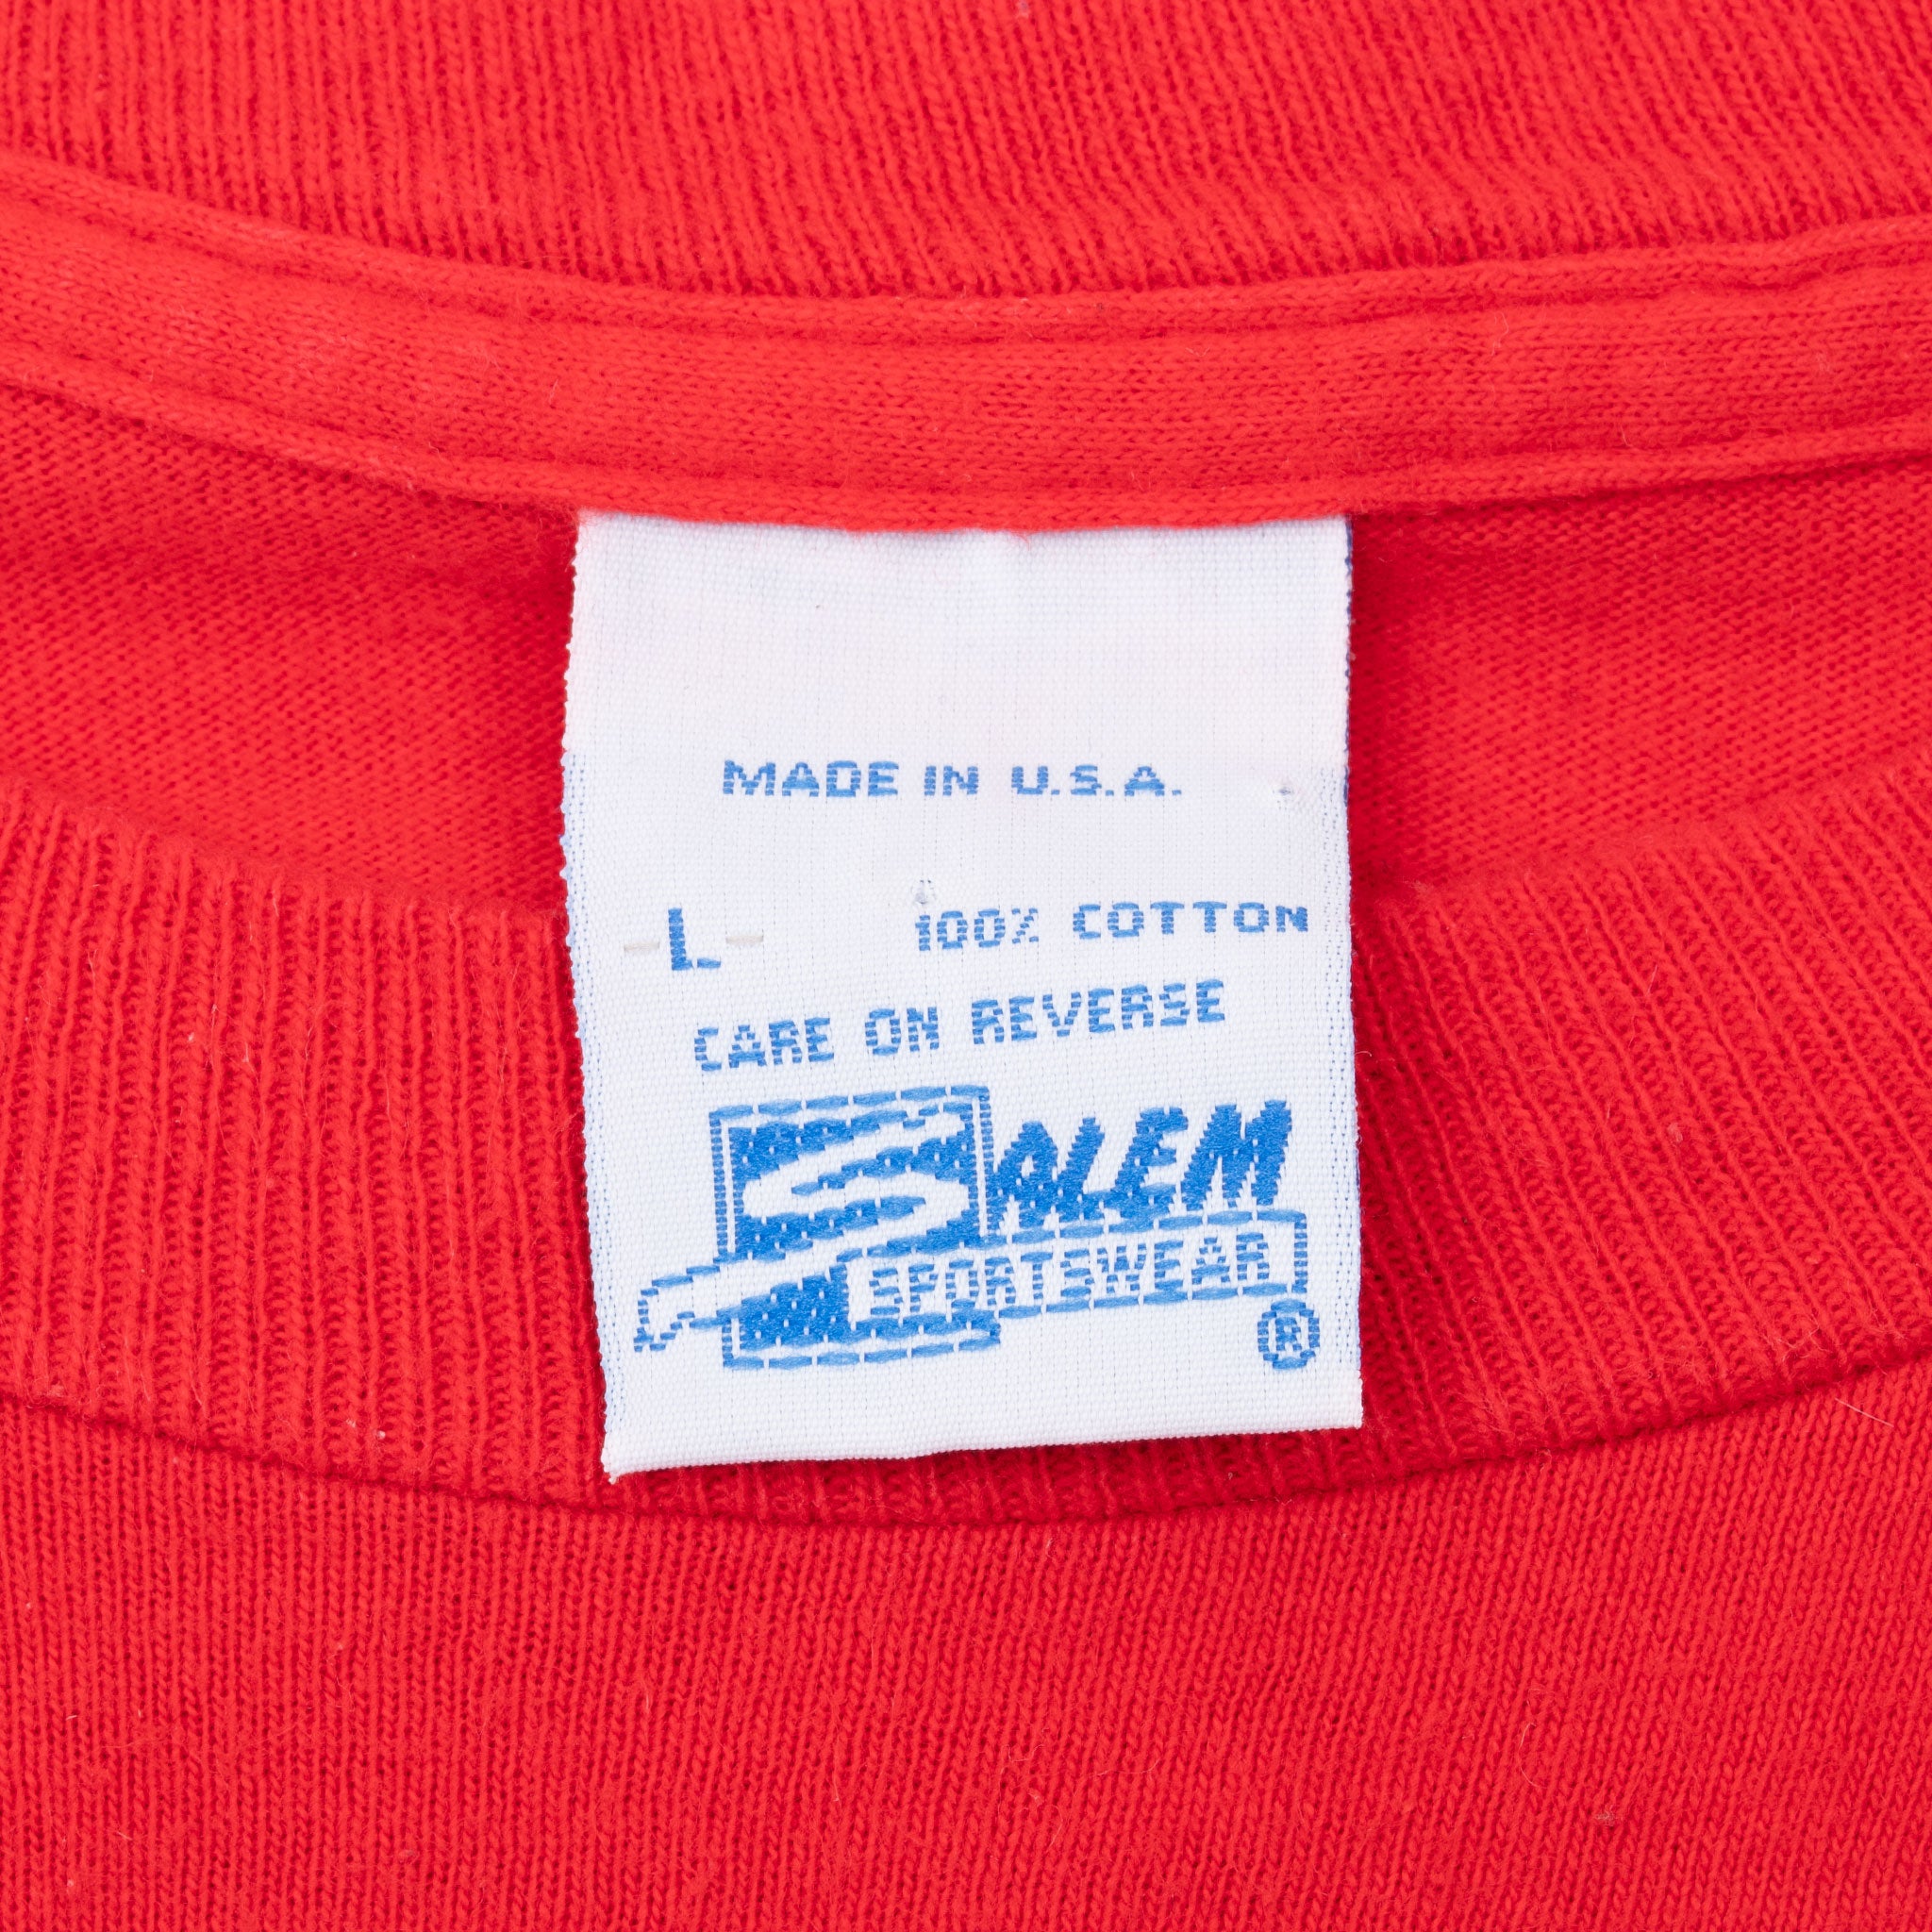 MADE IN U.S.A.
-L- 100% COTTON
CARE ON REVERSE
SALEM
SPORTSWEAR
®